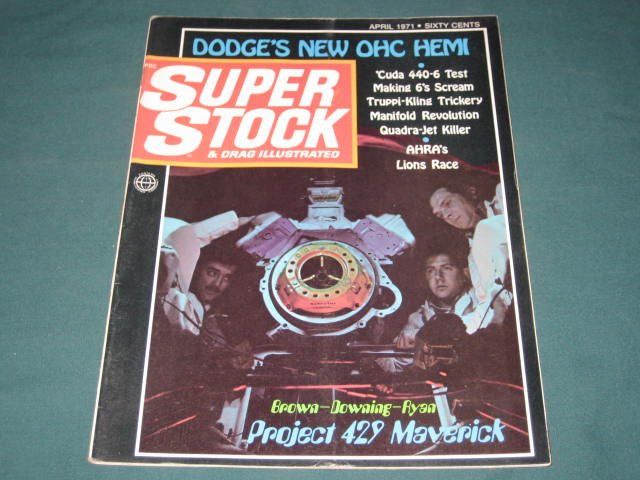 APRIL 1971 • SIXTY CENTS
DODGE'S NEW OHC HEMI
SUPER
STOCK
& DRAG ILLUSTRATED
'Cuda 440-6 Test
Making 6's Scream
Truppi-Kling Trickery
Manifold Revolution
Quadra-Jet Killer
AHRA's
Lions Race
Brown-Downing-Ryan
Project 429 Maverick